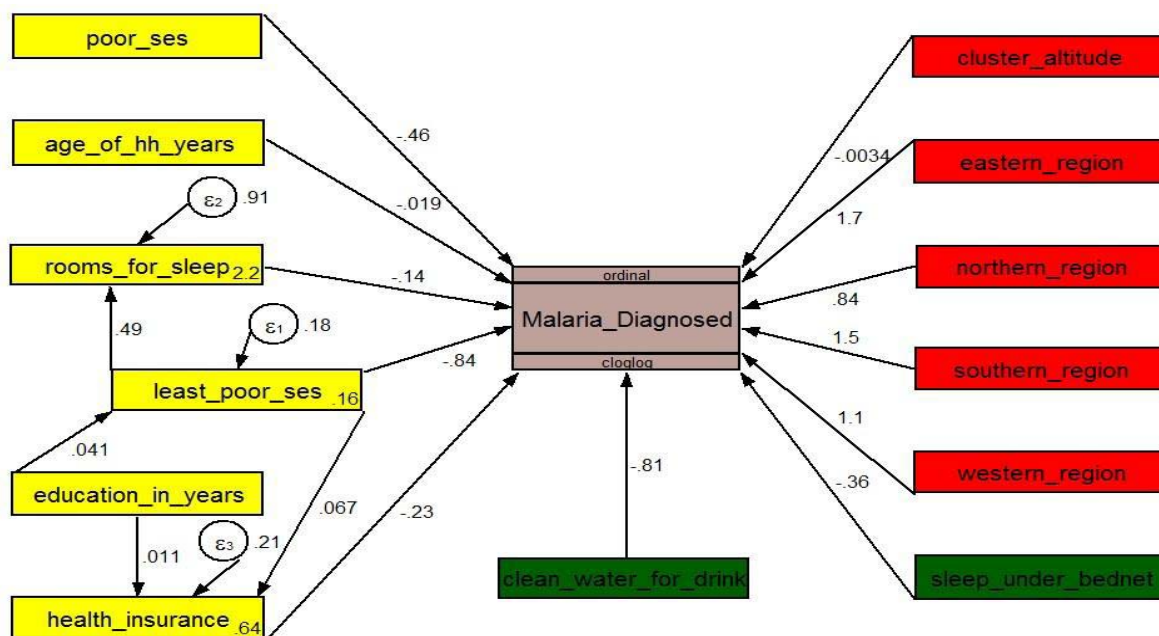 poor_ses
cluster_altitude
-.46
age_of_hh_years
-.0034
eastern_region
ε2 .91
-.019
1.7
rooms_for_sleep 2.2
-.14
ordinal
northern_region
.84
.49
ε1 .18
Malaria_Diagnosed
1.5
-.84
cloglog
least_poor_ses .16
southern_region
.041
1.1
-.81
education_in_years
western_region
-.36
.067
-.23
.011
ε3 .21
clean_water_for_drink
sleep_under_bednet
health_insurance .64